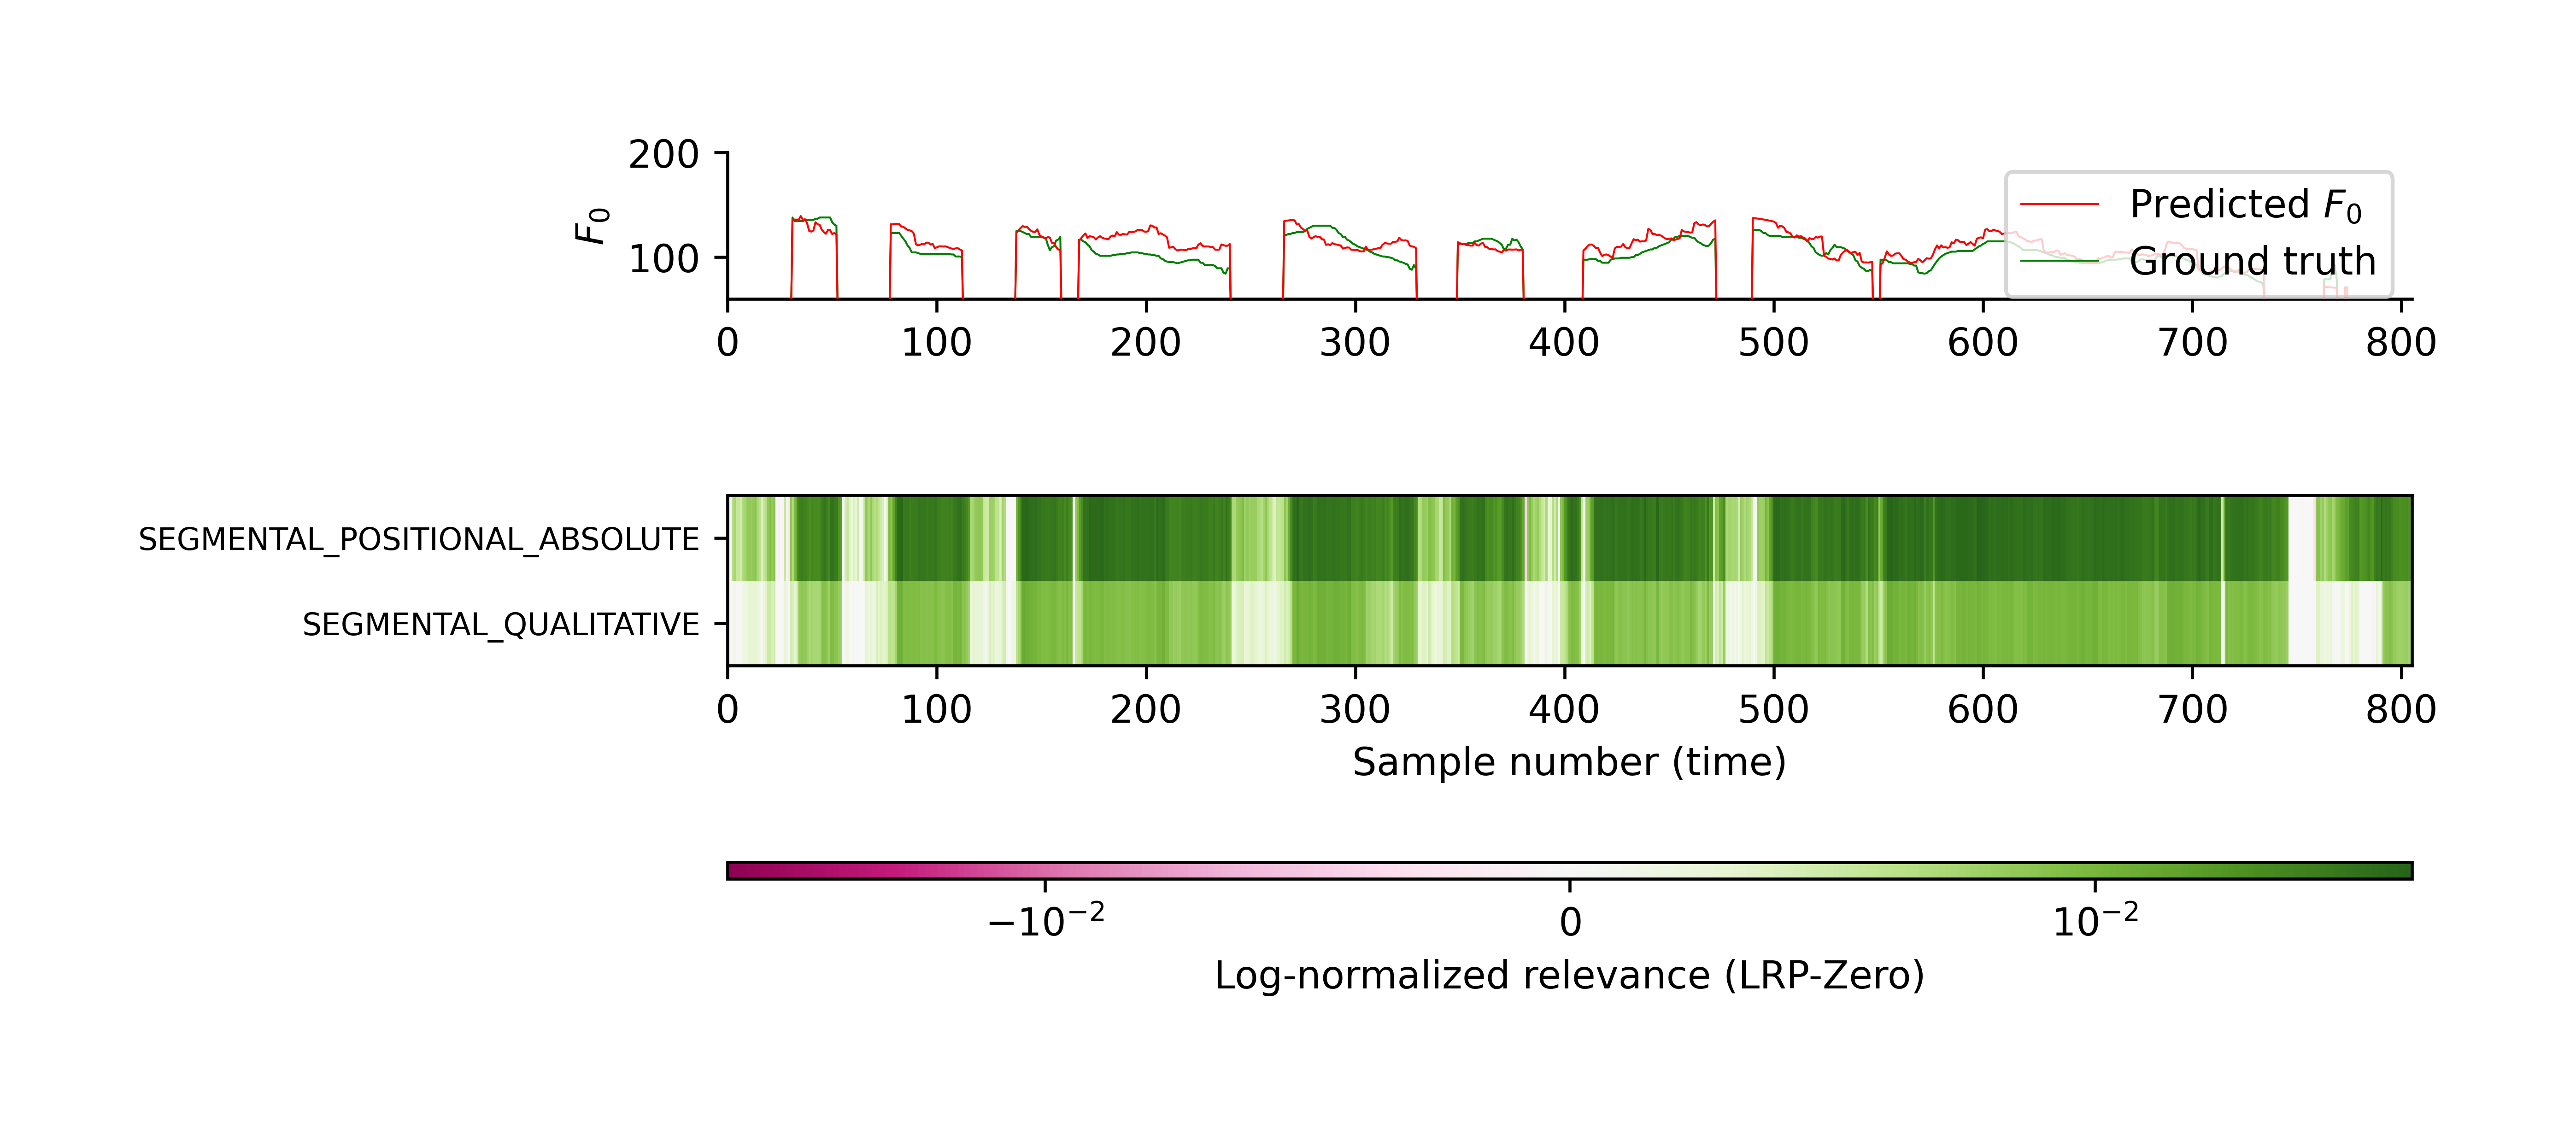 200
100
F0
Predicted F0
Ground truth
0 100 200 300 400 500 600 700 800
SEGMENTAL_POSITIONAL_ABSOLUTE
SEGMENTAL_QUALITATIVE
0 100 200 300 400 500 600 700 800
Sample number (time)
−10⁻² 0 10⁻²
Log-normalized relevance (LRP-Zero)